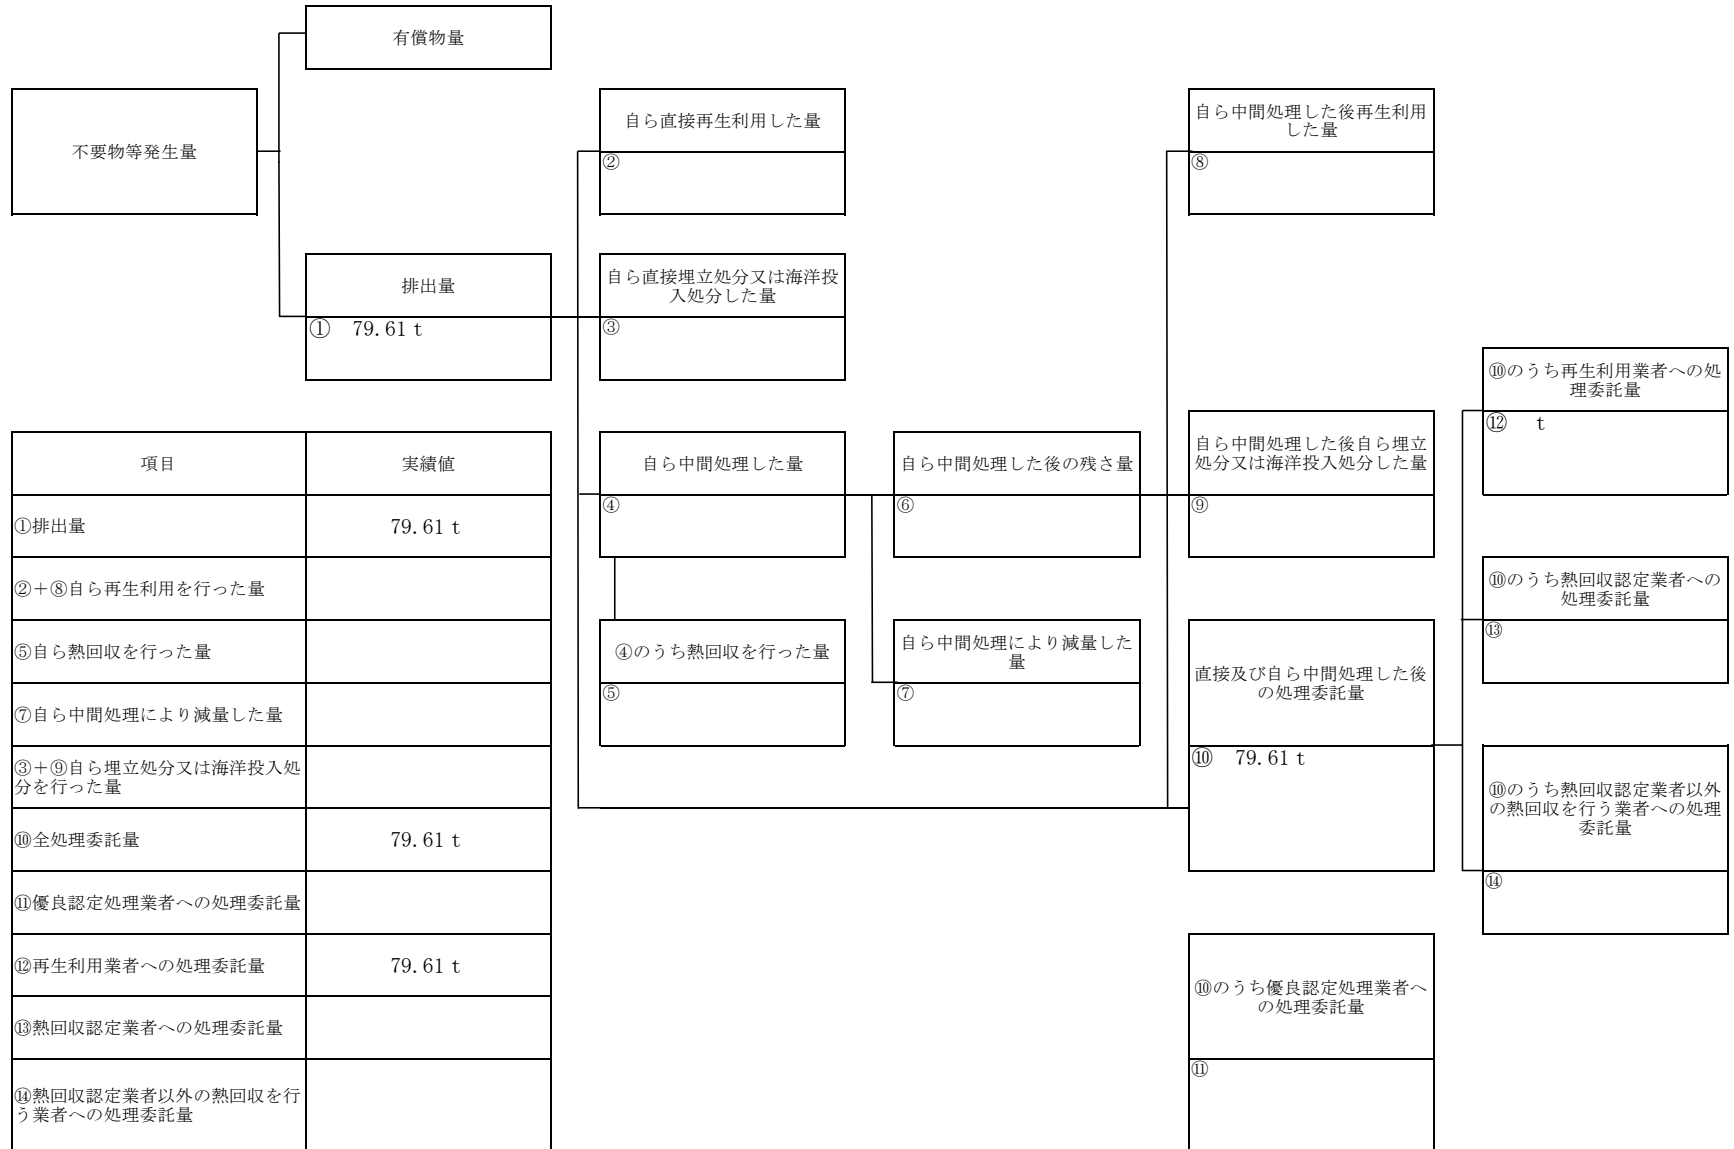 有償物量
不要物等発生量
自ら直接再生利用した量
②
自ら中間処理した後再生利用
した量
⑧
排出量
① 79.61 t
自ら直接埋立処分又は海洋投
入処分した量
③
⑩のうち再生利用業者への処
理委託量
⑫ t
項目 実績値
①排出量 79.61 t
②+⑧自ら再生利用を行った量
⑤自ら熱回収を行った量
⑦自ら中間処理により減量した量
③+⑨自ら埋立処分又は海洋投入処
分を行った量
⑩全処理委託量 79.61 t
⑪優良認定処理業者への処理委託量
⑫再生利用業者への処理委託量 79.61 t
⑬熱回収認定業者への処理委託量
⑭熱回収認定業者以外の熱回収を行
う業者への処理委託量
自ら中間処理した量
④
自ら中間処理した後の残さ量
⑥
自ら中間処理した後自ら埋立
処分又は海洋投入処分した量
⑨
④のうち熱回収を行った量
⑤
自ら中間処理により減量した
量
⑦
直接及び自ら中間処理した後
の処理委託量
⑩ 79.61 t
⑩のうち熱回収認定業者への
処理委託量
⑬
⑩のうち熱回収認定業者以外
の熱回収を行う業者への処理
委託量
⑭
⑩のうち優良認定処理業者へ
の処理委託量
⑪